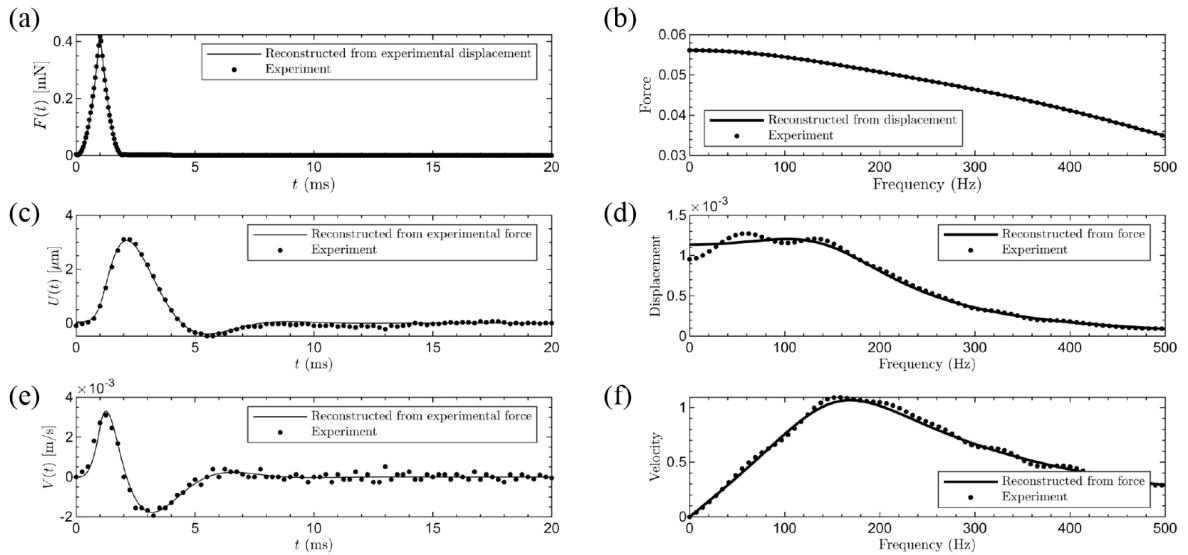 (a)
0.4
0.2
0
F(t) [mN]
Reconstructed from experimental displacement
Experiment
0 5 10 15 20
t (ms)
(b)
0.06
0.05
0.04
0.03
Force
Reconstructed from displacement
Experiment
0 100 200 300 400 500
Frequency (Hz)
(c)
4
2
0
U(t) [μm]
Reconstructed from experimental force
Experiment
0 5 10 15 20
t (ms)
(d)
×10⁻³
1.5
1
0.5
0
Displacement
Reconstructed from force
Experiment
0 100 200 300 400 500
Frequency (Hz)
(e)
×10⁻³
4
2
0
-2
V(t) [m/s]
Reconstructed from experimental force
Experiment
0 5 10 15 20
t (ms)
(f)
1
0.5
0
Velocity
Reconstructed from force
Experiment
0 100 200 300 400 500
Frequency (Hz)